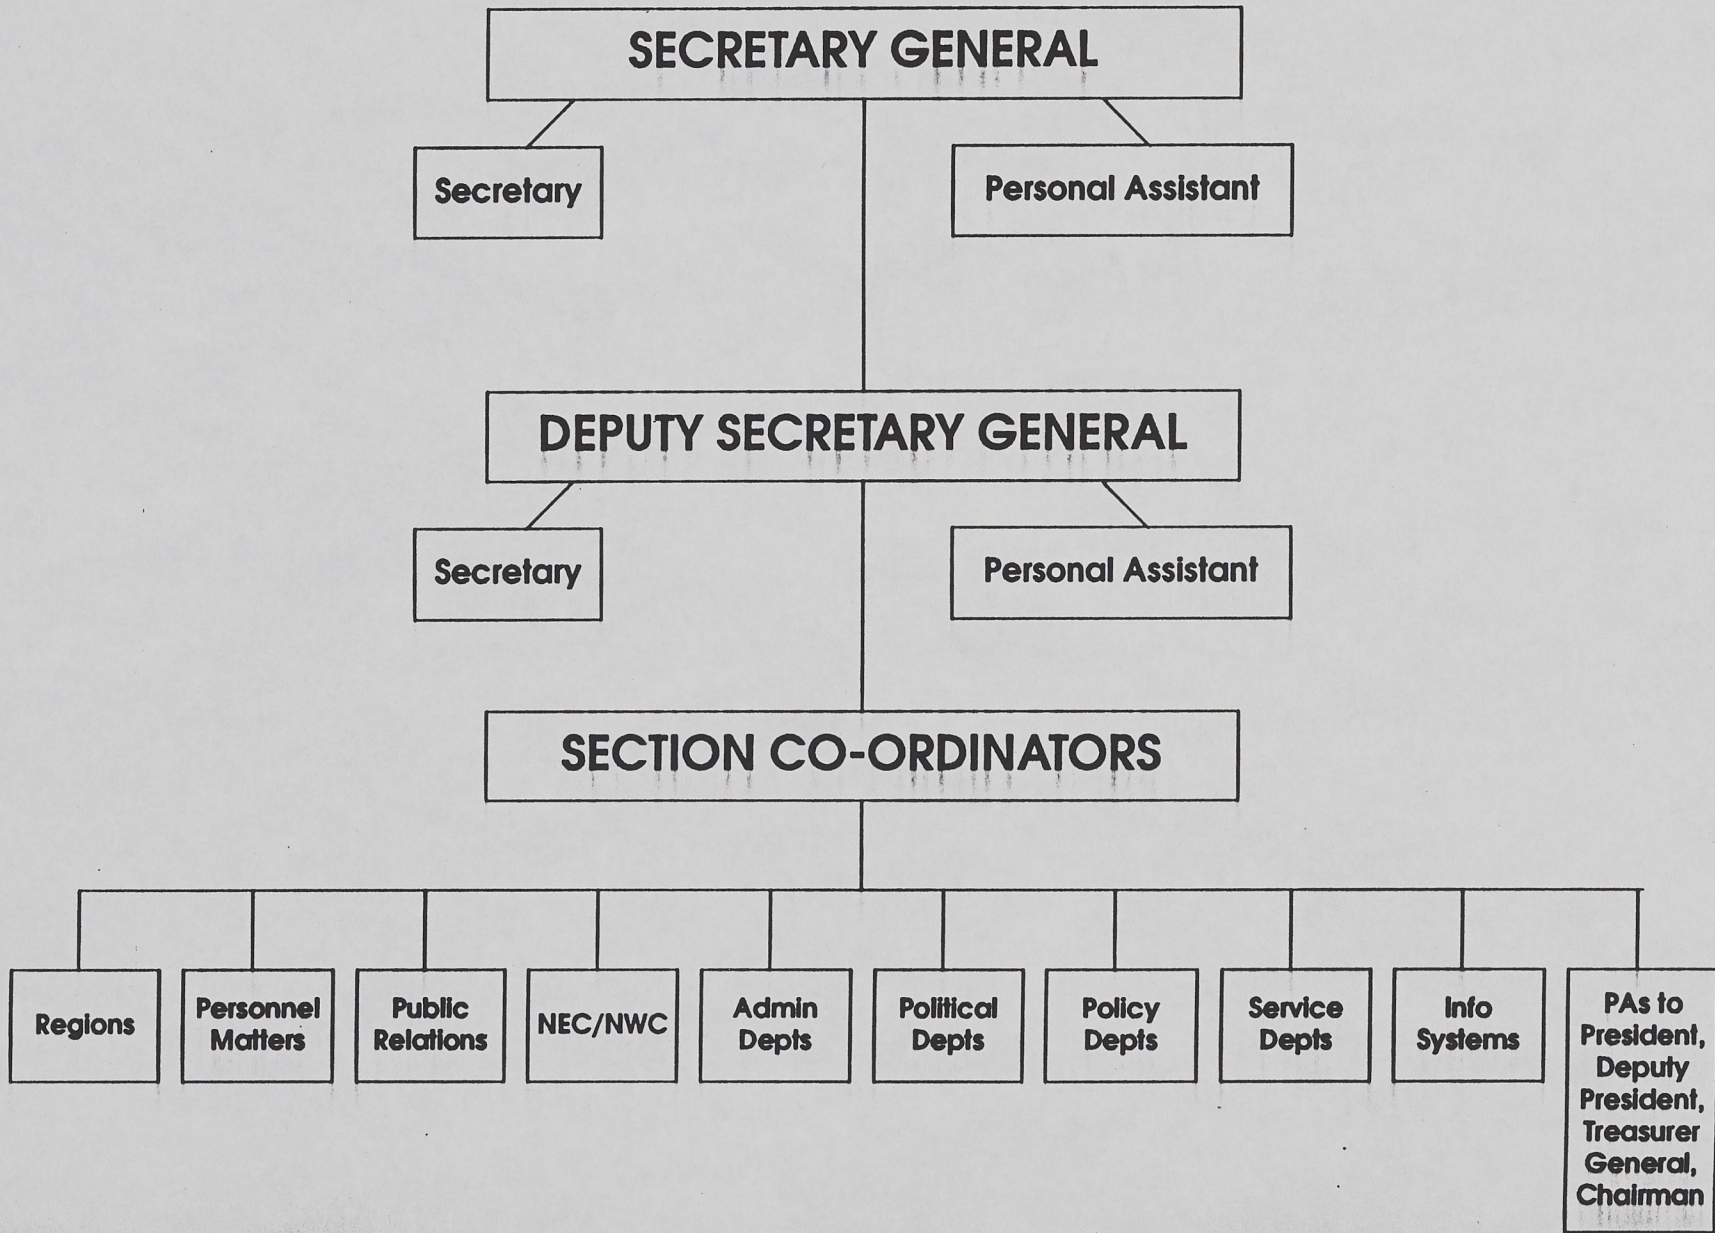 SECRETARY GENERAL
Secretary
Personal Assistant
DEPUTY SECRETARY GENERAL
Secretary
Personal Assistant
SECTION CO-ORDINATORS
Regions
Personnel
Matters
Public
Relations
NEC/NWC
Admin
Depts
Political
Depts
Policy
Depts
Service
Depts
Info
Systems
PAs to
President,
Deputy
President,
Treasurer
General,
Chairman